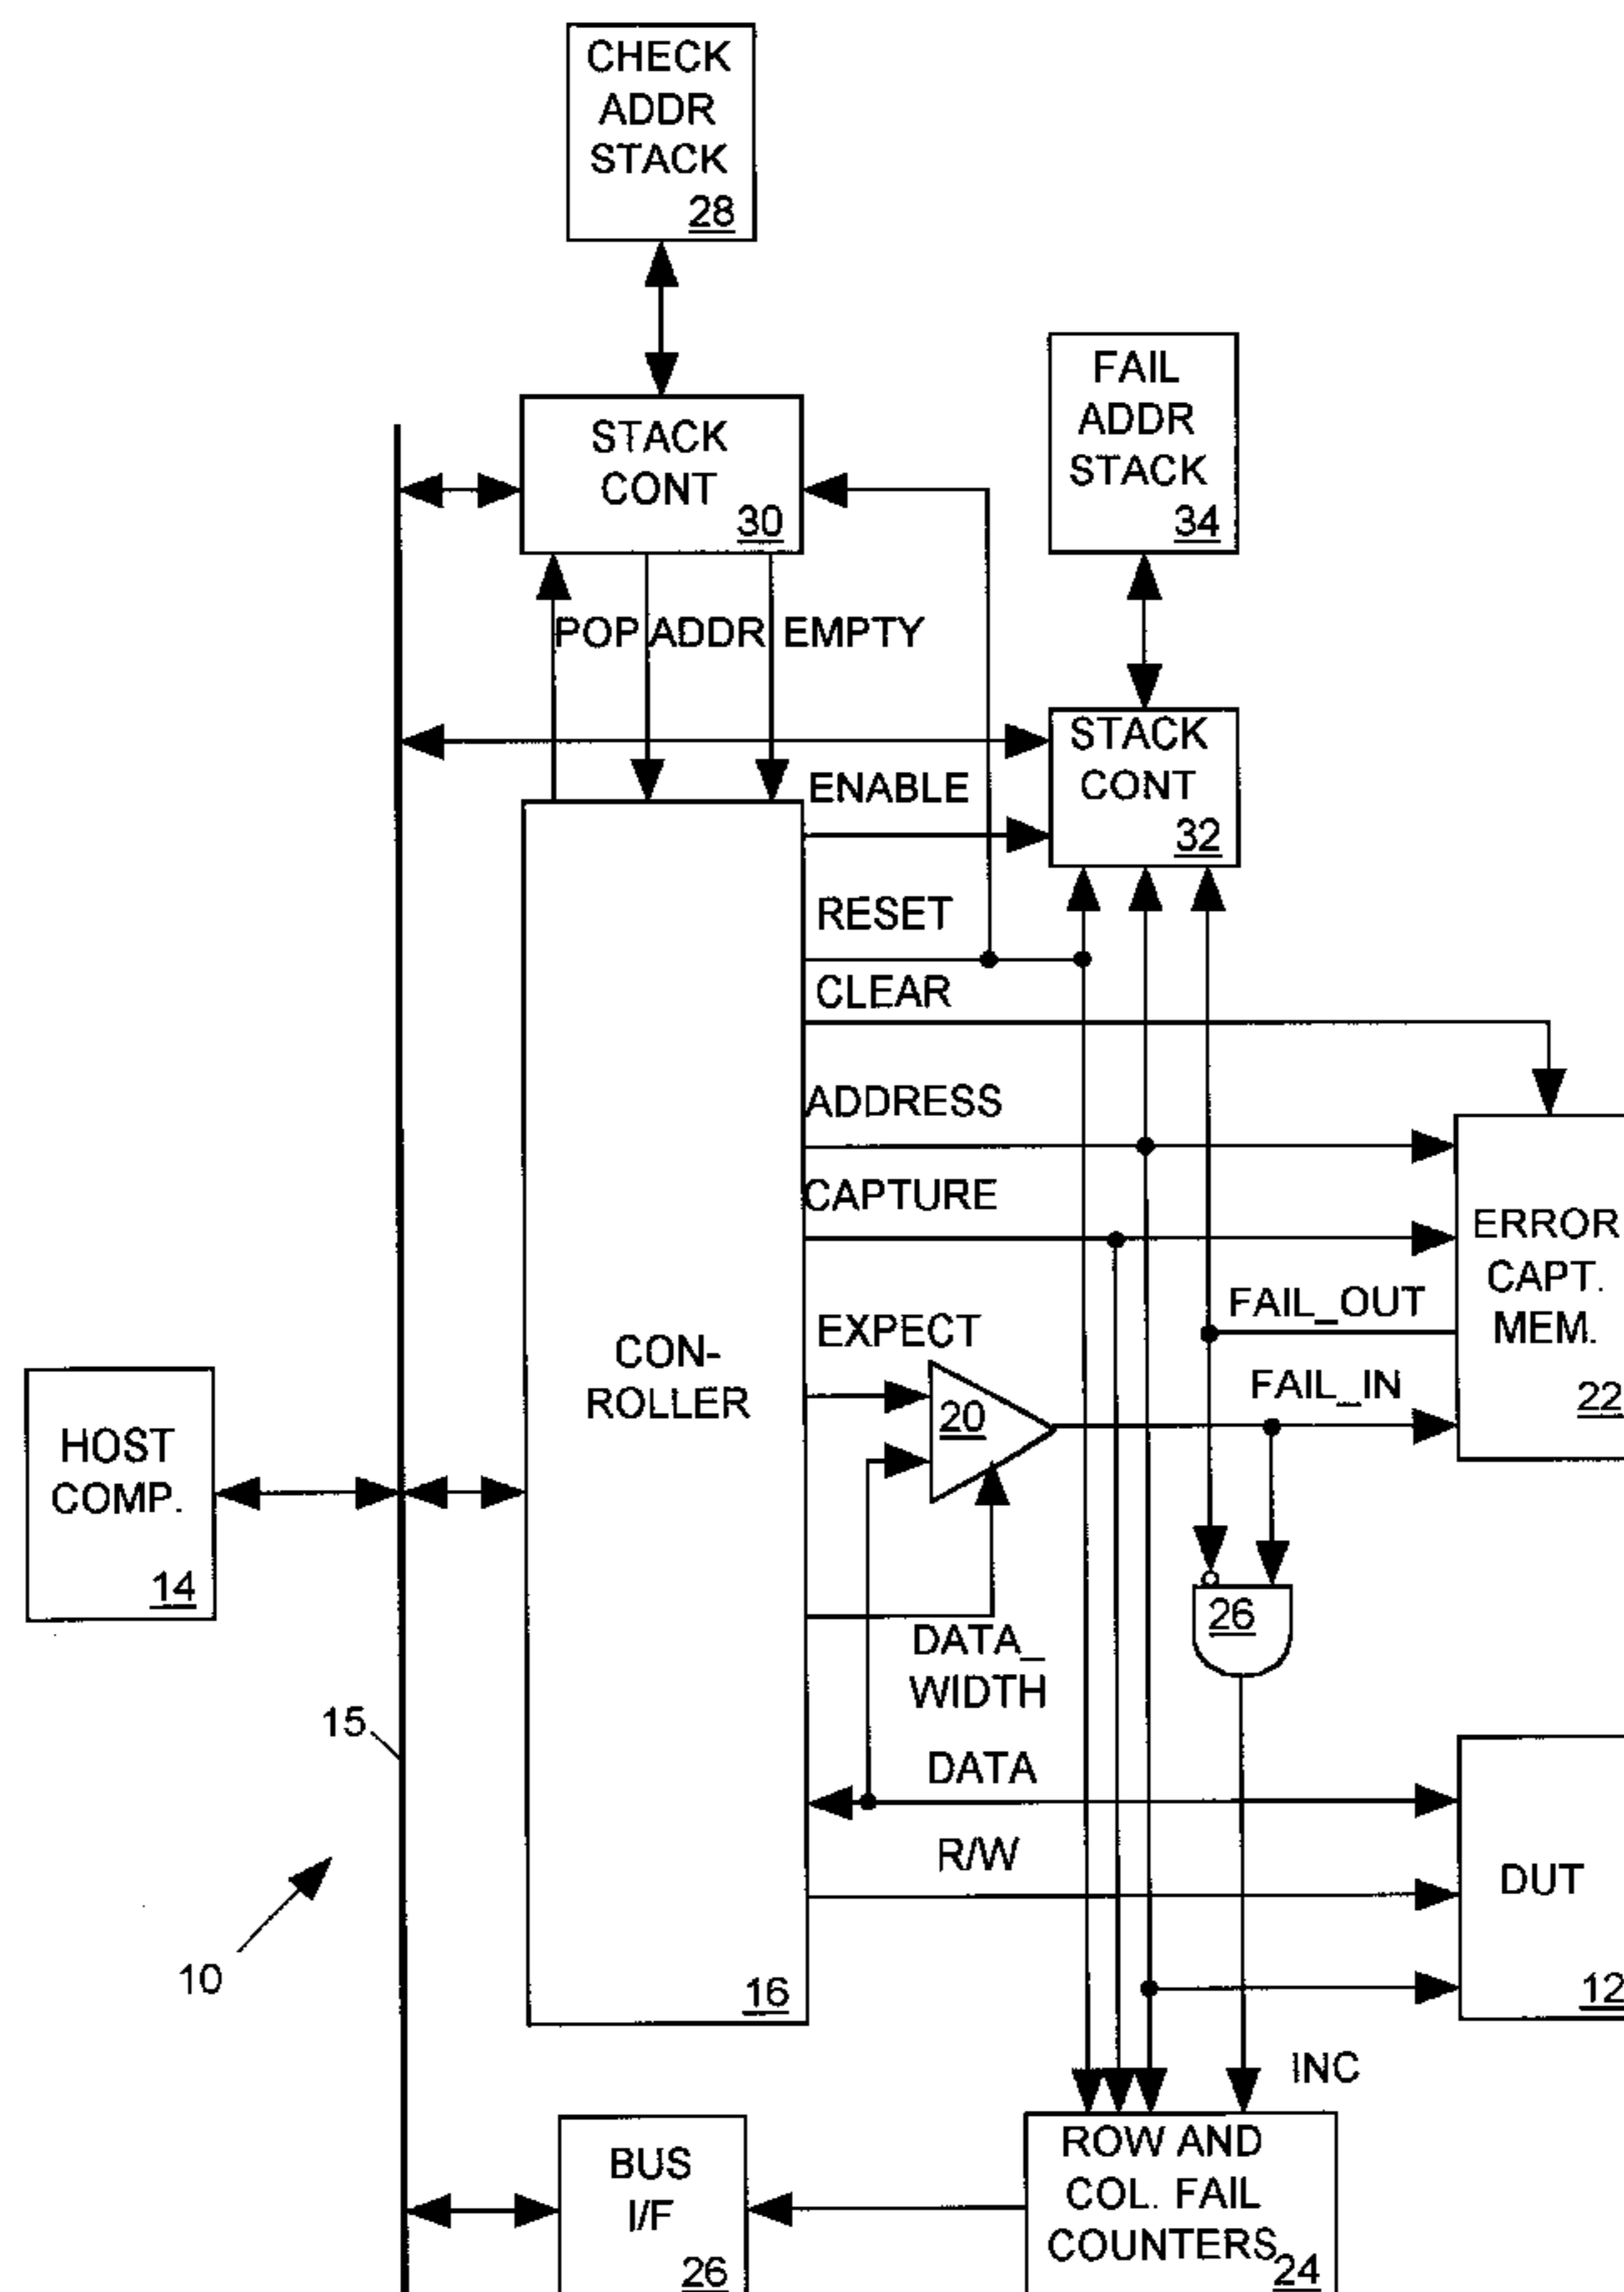 CHECK
ADDR
STACK
28
FAIL
ADDR
STACK
34
STACK
CONT
30
POP ADDR EMPTY
STACK
CONT
32
ENABLE
RESET
CLEAR
ADDRESS
CAPTURE
ERROR
CAPT.
MEM.
22
FAIL_OUT
EXPECT
FAIL_IN
20
CON-
ROLLER
16
HOST
COMP.
14
26
DATA_
WIDTH
15
DATA
R/W
DUT
12
10
INC
BUS
I/F
26
ROW AND
COL. FAIL
COUNTERS
24